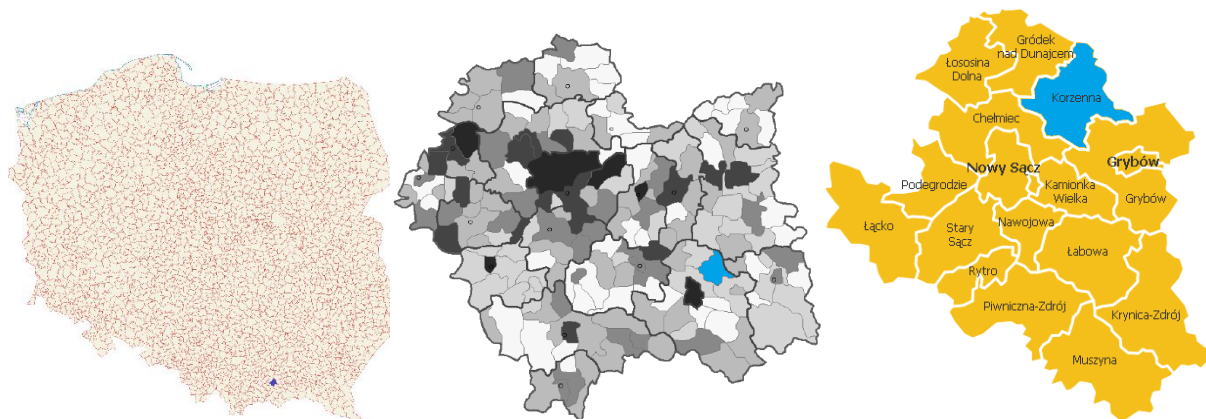 Gródek
nad Dunajcem
Łososina
Dolna
Korzenna
Chełmiec
Grybów
Nowy Sącz
Podegrodzie
Kamionka
Wielka
Grybów
Łącko
Stary
Sącz
Nawojowa
Łabowa
Rytro
Piwniczna-Zdrój
Krynica-Zdrój
Muszyna